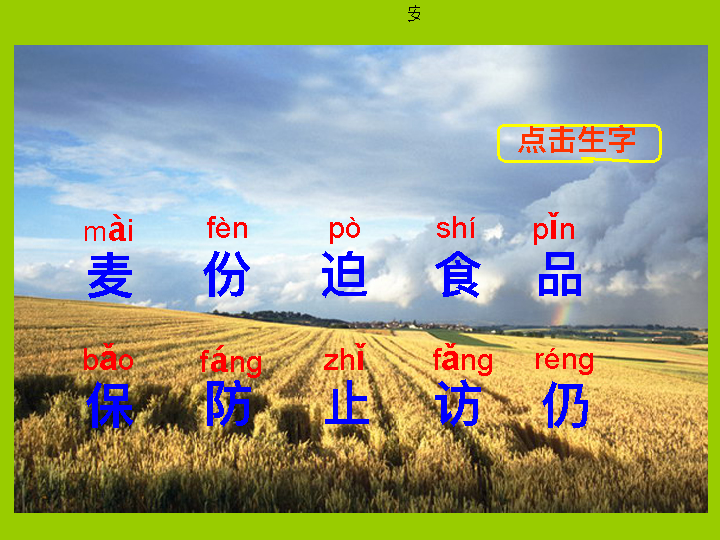 安
点击生字
mài fèn pò shí pǐn
麦 份 迫 食 品
bǎo fáng zhǐ fǎng réng
保 防 止 访 仍